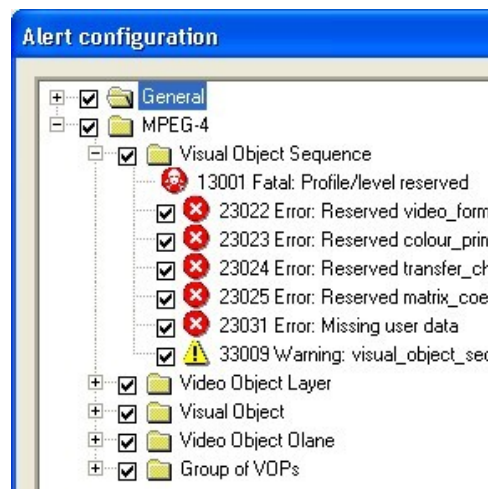 Alert configuration
General
MPEG-4
Visual Object Sequence
13001 Fatal: Profile/level reserved
23022 Error: Reserved video_form
23023 Error: Reserved colour_prin
23024 Error: Reserved transfer_ch
23025 Error: Reserved matrix_coe
23031 Error: Missing user data
33009 Warning: visual_object_sec
Video Object Layer
Visual Object
Video Object Olane
Group of VOPs